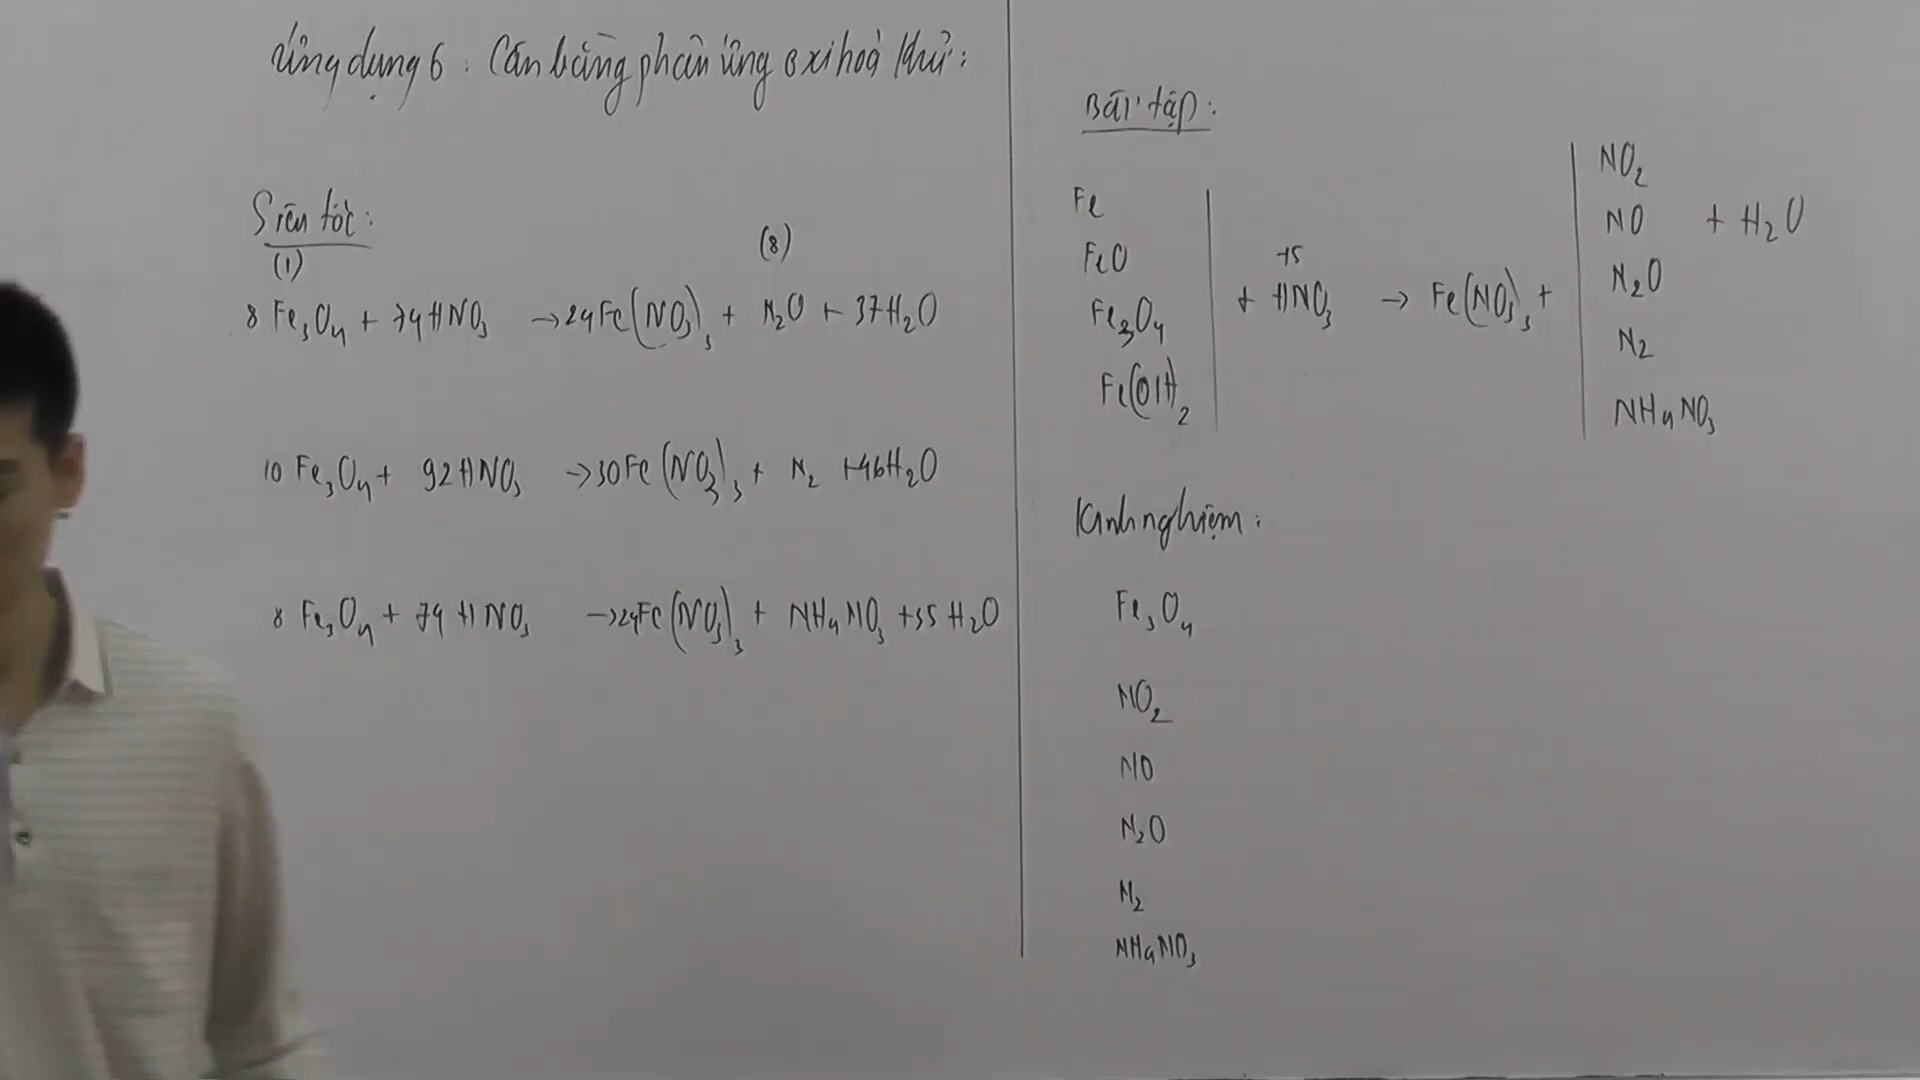 Ứng dụng 6 : Cân bằng phản ứng oxi hoá khử :
Siêu tốc :
(1) (8)
8 Fe₃O₄ + 74 HNO₃ → 24 Fe(NO₃)₃ + N₂O + 37 H₂O
10 Fe₃O₄ + 92 HNO₃ → 30 Fe(NO₃)₃ + N₂ + 46 H₂O
8 Fe₃O₄ + 74 HNO₃ → 24 Fe(NO₃)₃ + NH₄NO₃ + 35 H₂O
Bài tập :
Fe
FeO
Fe₃O₄
Fe(OH)₂
+5
+ HNO₃ → Fe(NO₃)₃ +
NO₂
NO + H₂O
N₂O
N₂
NH₄NO₃
Kinh nghiệm :
Fe₃O₄
NO₂
NO
N₂O
N₂
NH₄NO₃